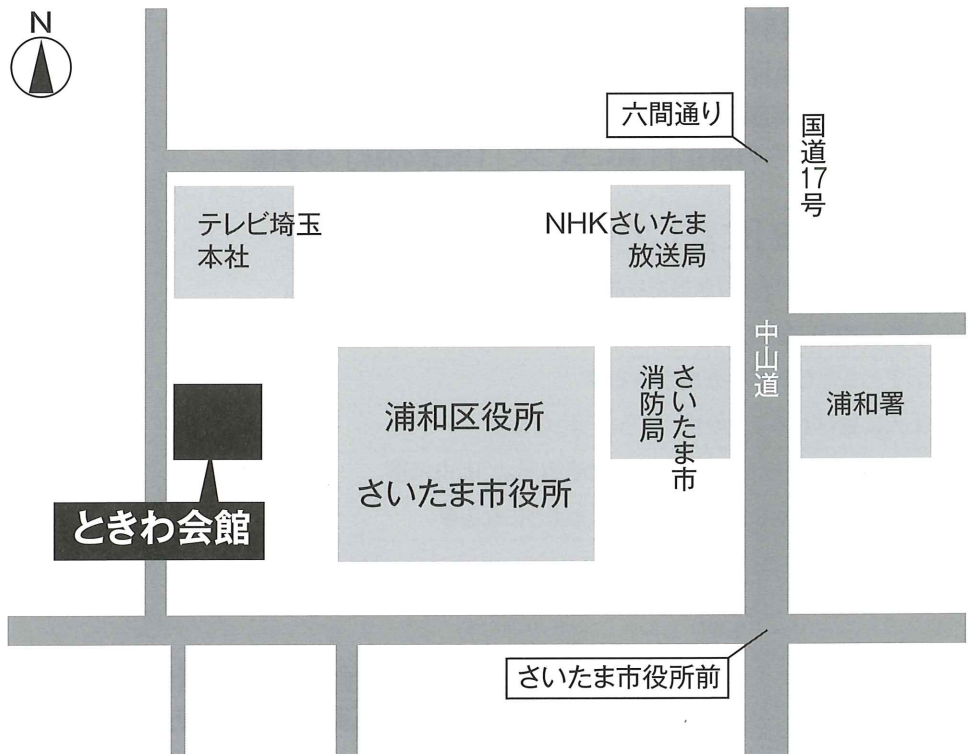 N
六間通り
国道17号
テレビ埼玉
本社
NHKさいたま
放送局
中山道
さいたま市
消防局
浦和署
浦和区役所
さいたま市役所
ときわ会館
さいたま市役所前